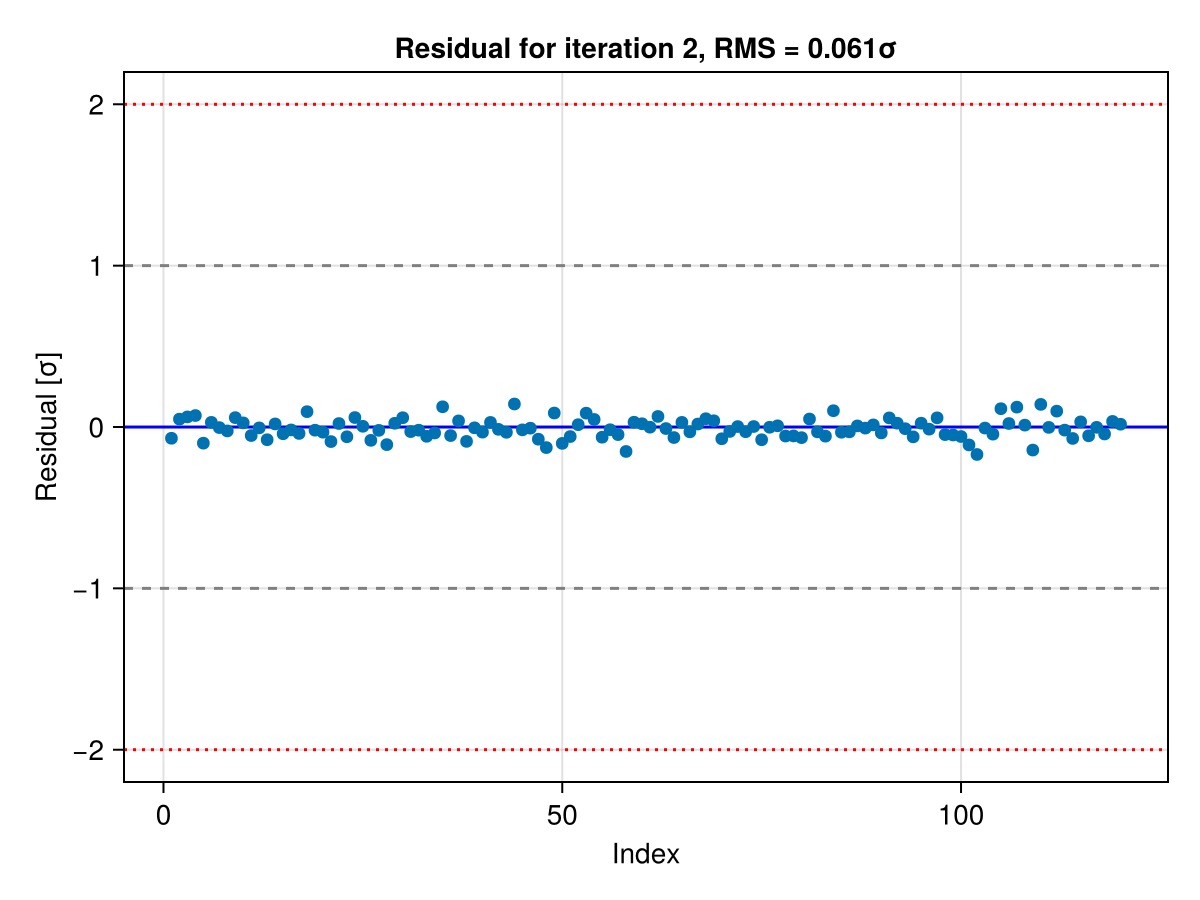 Residual for iteration 2, RMS = 0.061σ
2
1
0
−1
−2
Residual [σ]
0 50 100
Index